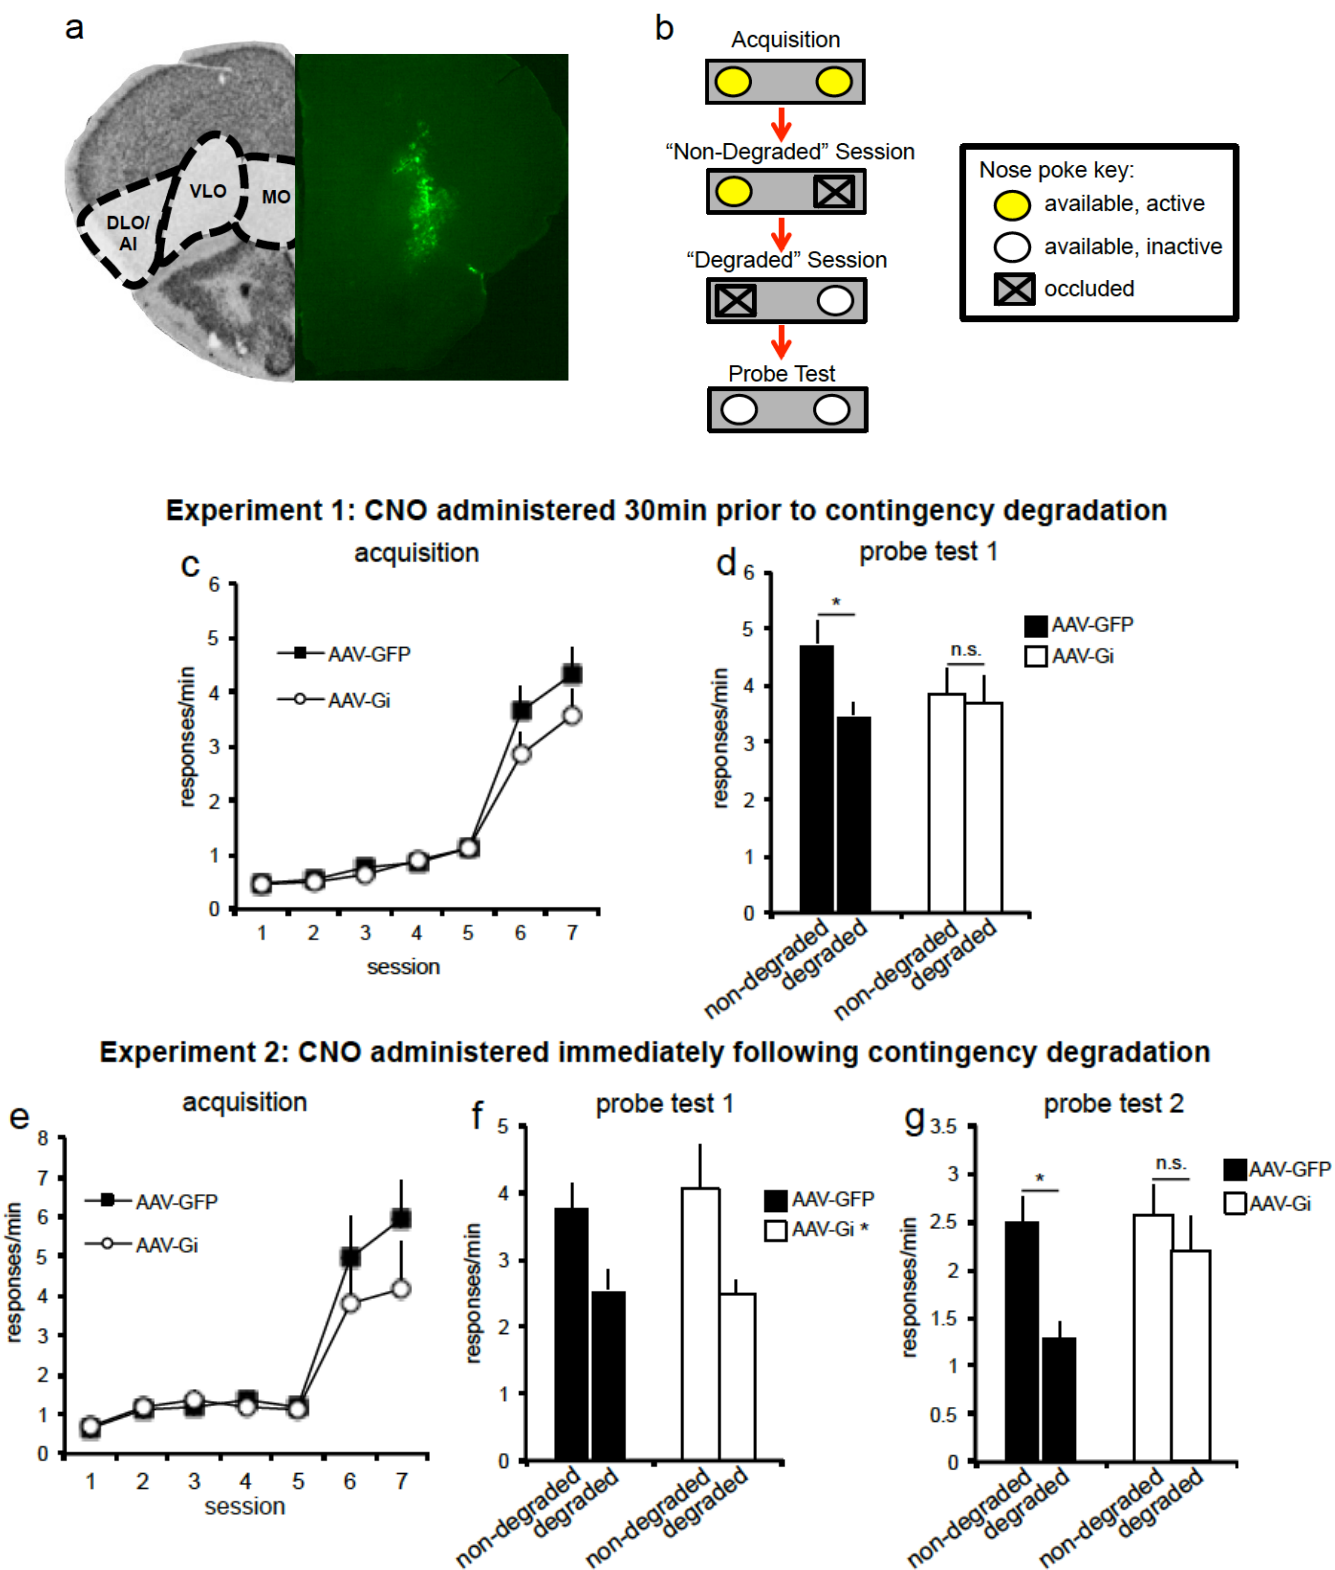 a
VLO
MO
DLO/
AI
b
Acquisition
“Non-Degraded” Session
“Degraded” Session
Probe Test
Nose poke key:
available, active
available, inactive
occluded
Experiment 1: CNO administered 30min prior to contingency degradation
c
acquisition
responses/min
6
5
4
3
2
1
0
AAV-GFP
AAV-Gi
1 2 3 4 5 6 7
session
d
probe test 1
responses/min
6
5
4
3
2
1
0
*
n.s.
AAV-GFP
AAV-Gi
non-degraded
degraded
non-degraded
degraded
Experiment 2: CNO administered immediately following contingency degradation
e
acquisition
responses/min
8
7
6
5
4
3
2
1
0
AAV-GFP
AAV-Gi
1 2 3 4 5 6 7
session
f
probe test 1
responses/min
5
4
3
2
1
0
AAV-GFP
AAV-Gi *
non-degraded
degraded
non-degraded
degraded
g
probe test 2
responses/min
3.5
3
2.5
2
1.5
1
0.5
0
*
n.s.
AAV-GFP
AAV-Gi
non-degraded
degraded
non-degraded
degraded